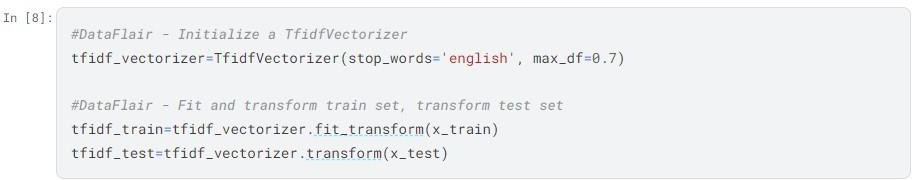 In [8]:
#DataFlair - Initialize a TfidfVectorizer
tfidf_vectorizer=TfidfVectorizer(stop_words='english', max_df=0.7)
#DataFlair - Fit and transform train set, transform test set
tfidf_train=tfidf_vectorizer.fit_transform(x_train)
tfidf_test=tfidf_vectorizer.transform(x_test)